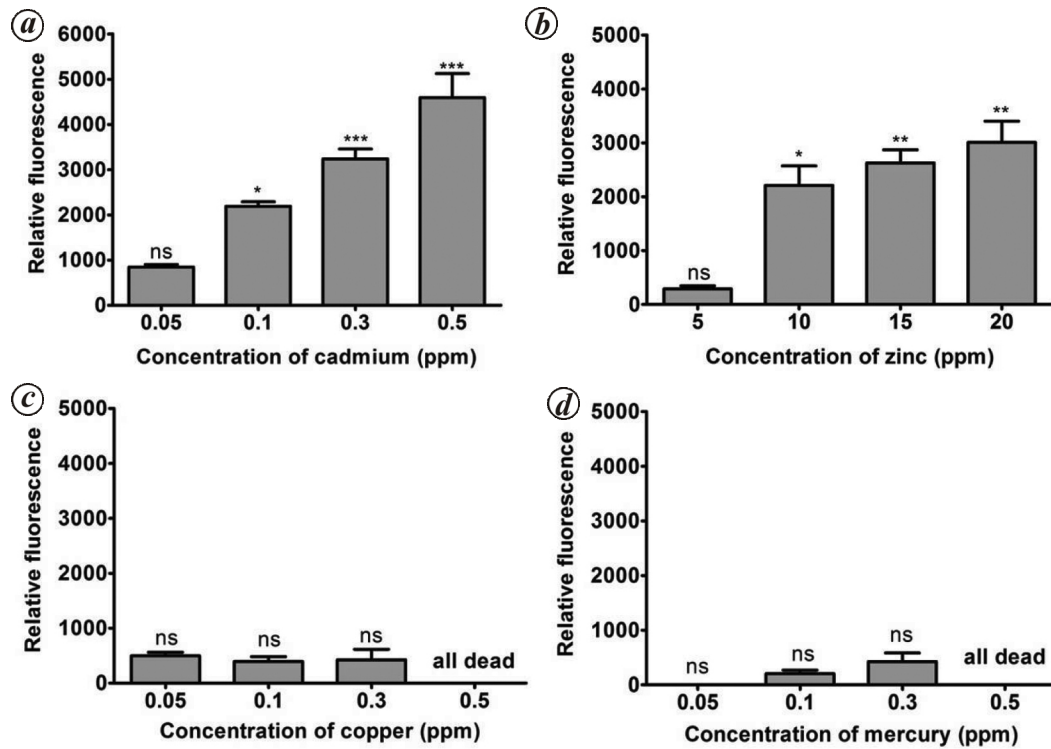 a
Relative fluorescence
6000
5000
4000
3000
2000
1000
0
ns
*
***
***
0.05 0.1 0.3 0.5
Concentration of cadmium (ppm)
b
Relative fluorescence
5000
4000
3000
2000
1000
0
ns
*
**
**
5 10 15 20
Concentration of zinc (ppm)
c
Relative fluorescence
5000
4000
3000
2000
1000
0
ns ns ns all dead
0.05 0.1 0.3 0.5
Concentration of copper (ppm)
d
Relative fluorescence
5000
4000
3000
2000
1000
0
ns ns ns all dead
0.05 0.1 0.3 0.5
Concentration of mercury (ppm)